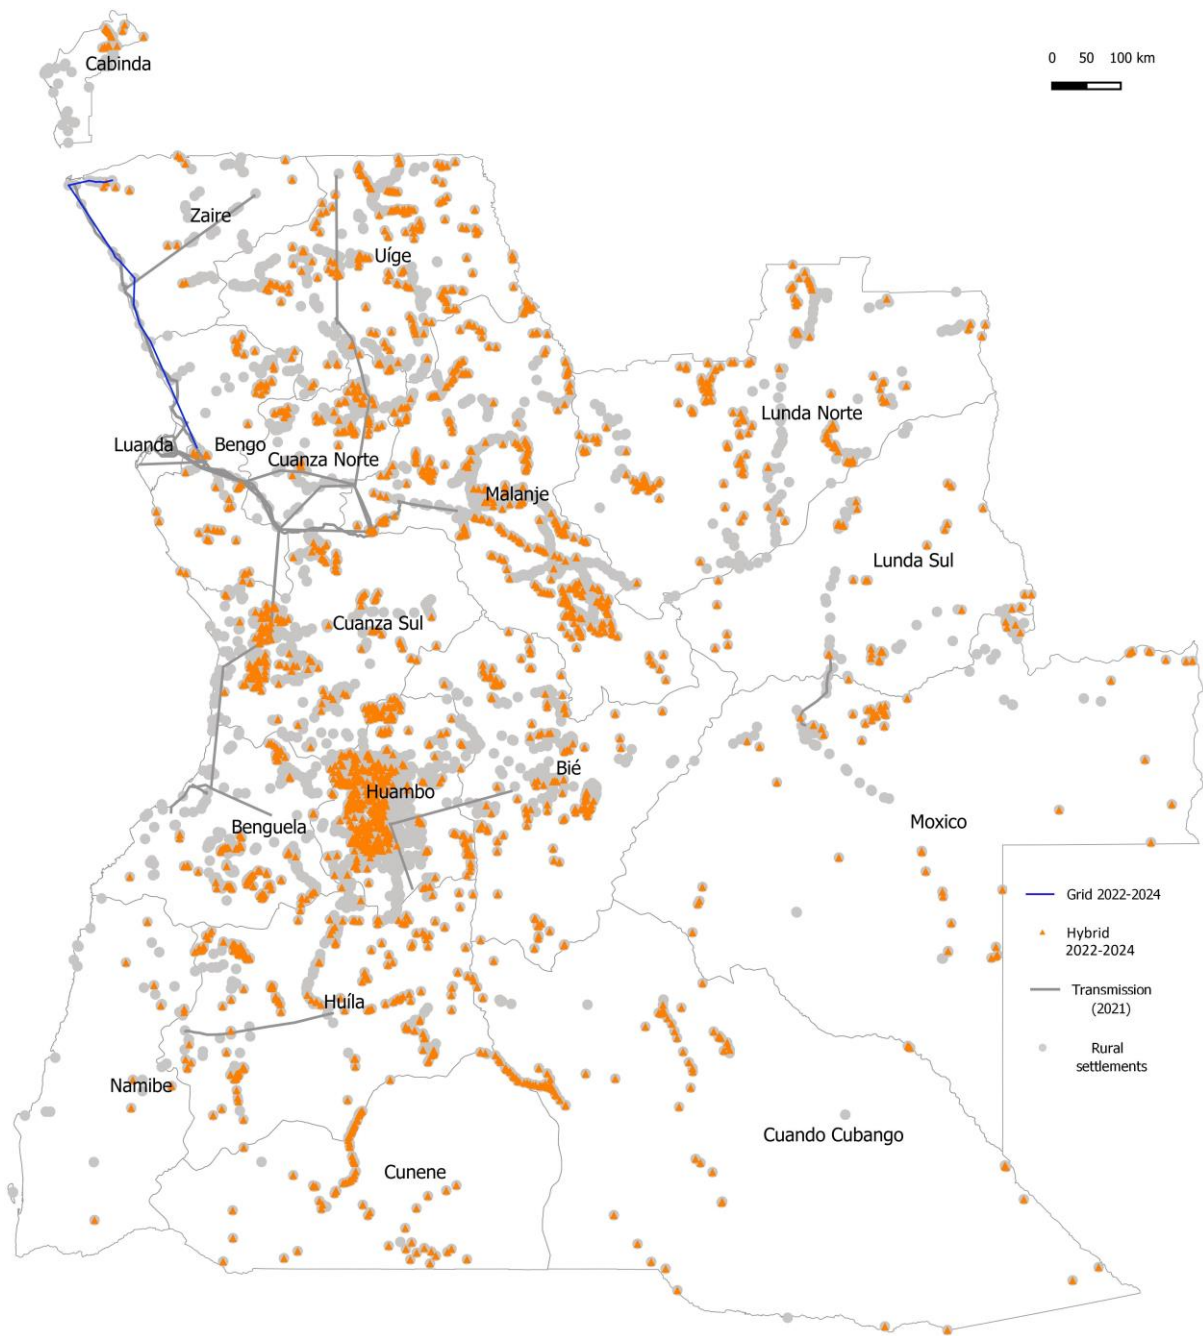 Cabinda
0 50 100 km
Zaire
Uíge
Lunda Norte
Luanda
Bengo
Cuanza Norte
Malanje
Lunda Sul
Cuanza Sul
Bié
Huambo
Benguela
Moxico
Grid 2022-2024
Hybrid
2022-2024
Transmission
(2021)
Huíla
Rural
settlements
Namibe
Cuando Cubango
Cunene